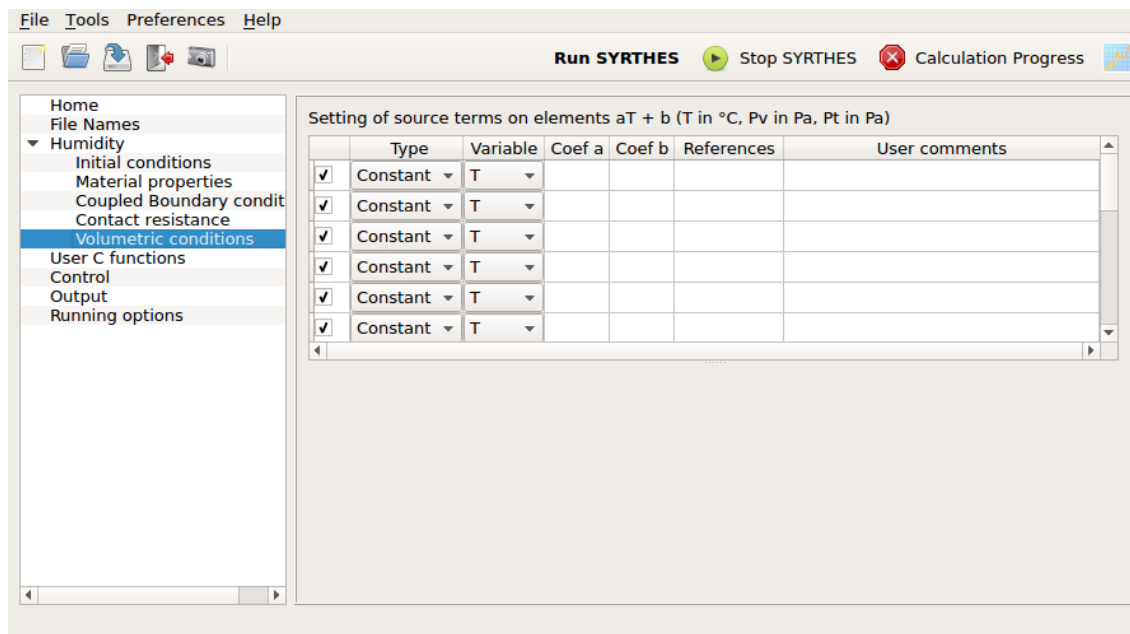 File Tools Preferences Help
Run SYRTHES Stop SYRTHES Calculation Progress
Home
File Names
Humidity
Initial conditions
Material properties
Coupled Boundary condit
Contact resistance
Volumetric conditions
User C functions
Control
Output
Running options
Setting of source terms on elements aT + b (T in °C, Pv in Pa, Pt in Pa)
Type Variable Coef a Coef b References User comments
Constant T
Constant T
Constant T
Constant T
Constant T
Constant T